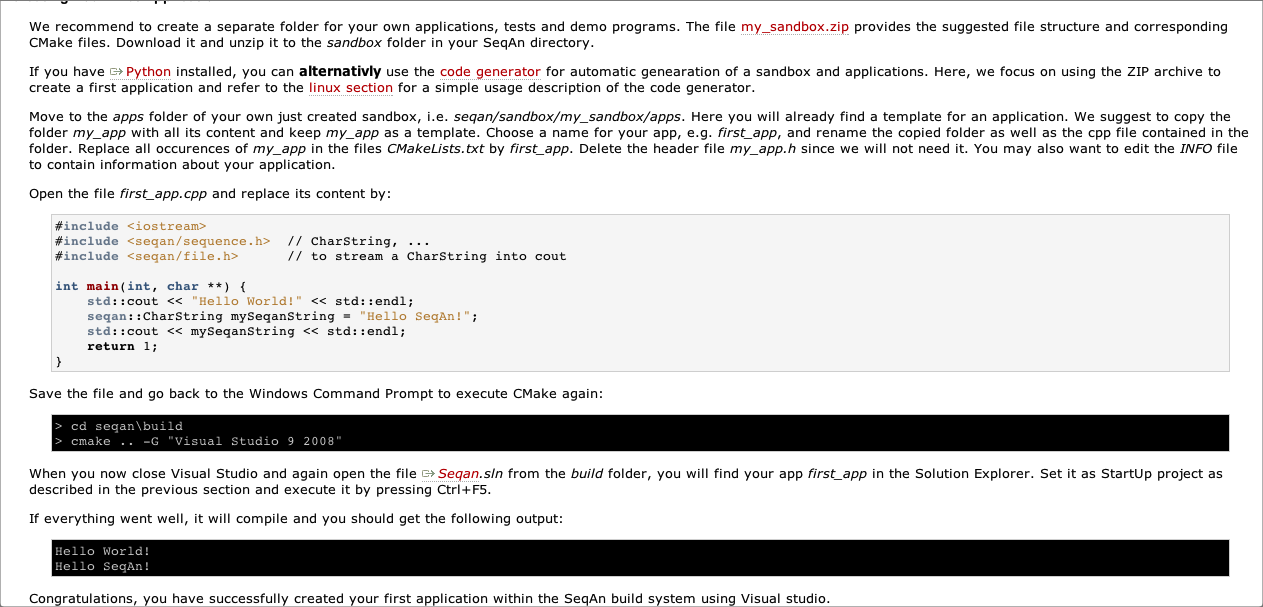 We recommend to create a separate folder for your own applications, tests and demo programs. The file my_sandbox.zip provides the suggested file structure and corresponding
CMake files. Download it and unzip it to the sandbox folder in your SeqAn directory.
If you have Python installed, you can alternativly use the code generator for automatic genearation of a sandbox and applications. Here, we focus on using the ZIP archive to
create a first application and refer to the linux section for a simple usage description of the code generator.
Move to the apps folder of your own just created sandbox, i.e. seqan/sandbox/my_sandbox/apps. Here you will already find a template for an application. We suggest to copy the
folder my_app with all its content and keep my_app as a template. Choose a name for your app, e.g. first_app, and rename the copied folder as well as the cpp file contained in the
folder. Replace all occurences of my_app in the files CMakeLists.txt by first_app. Delete the header file my_app.h since we will not need it. You may also want to edit the INFO file
to contain information about your application.
Open the file first_app.cpp and replace its content by:
#include <iostream>
#include <seqan/sequence.h>  // CharString, ...
#include <seqan/file.h>      // to stream a CharString into cout
int main(int, char **) {
    std::cout << "Hello World!" << std::endl;
    seqan::CharString mySeqanString = "Hello SeqAn!";
    std::cout << mySeqanString << std::endl;
    return 1;
}
Save the file and go back to the Windows Command Prompt to execute CMake again:
> cd seqan\build
> cmake .. -G "Visual Studio 9 2008"
When you now close Visual Studio and again open the file Seqan.sln from the build folder, you will find your app first_app in the Solution Explorer. Set it as StartUp project as
described in the previous section and execute it by pressing Ctrl+F5.
If everything went well, it will compile and you should get the following output:
Hello World!
Hello SeqAn!
Congratulations, you have successfully created your first application within the SeqAn build system using Visual studio.